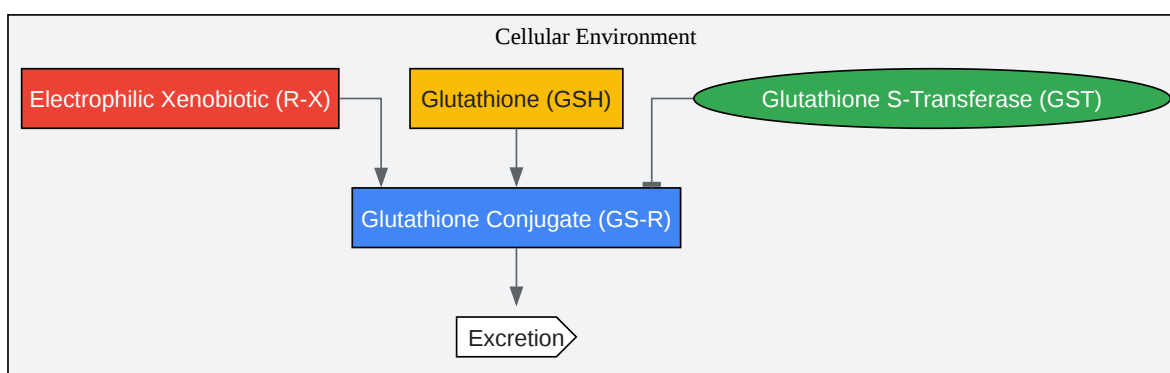 Cellular Environment
Electrophilic Xenobiotic (R-X)
Glutathione (GSH)
Glutathione S-Transferase (GST)
Glutathione Conjugate (GS-R)
Excretion